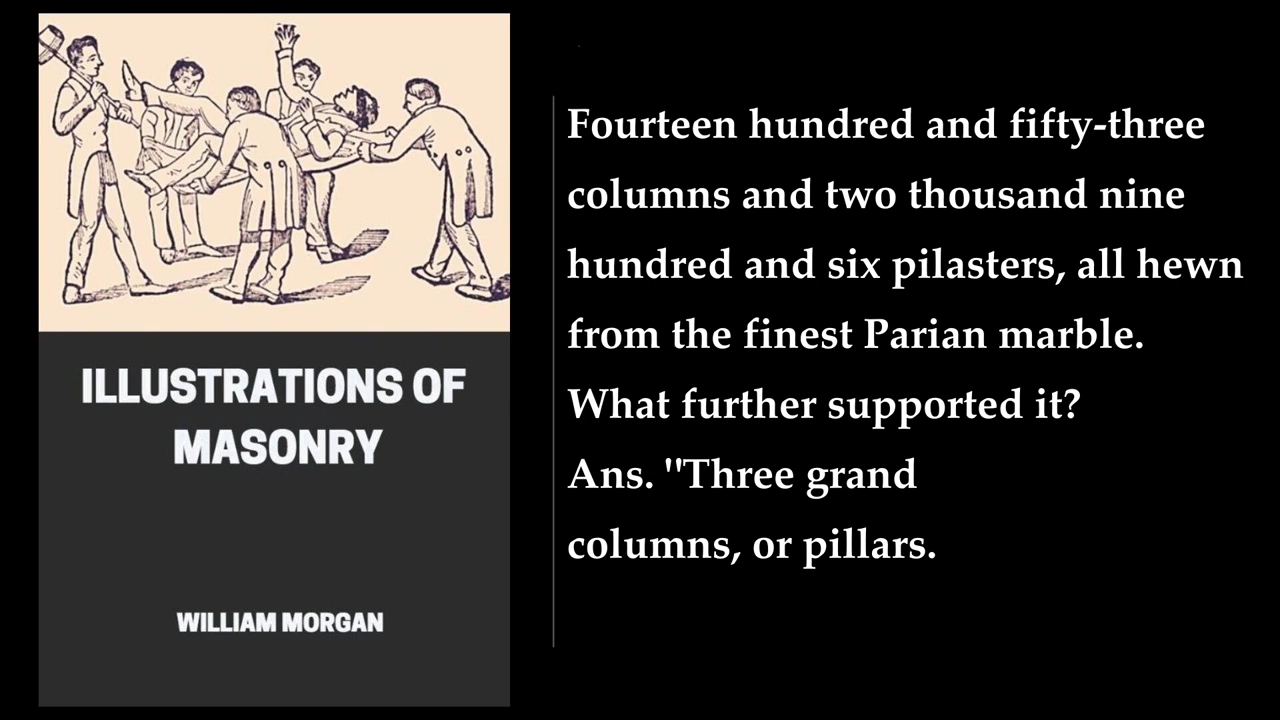 ILLUSTRATIONS OF
MASONRY
WILLIAM MORGAN
Fourteen hundred and fifty-three
columns and two thousand nine
hundred and six pilasters, all hewn
from the finest Parian marble.
What further supported it?
Ans. "Three grand
columns, or pillars.